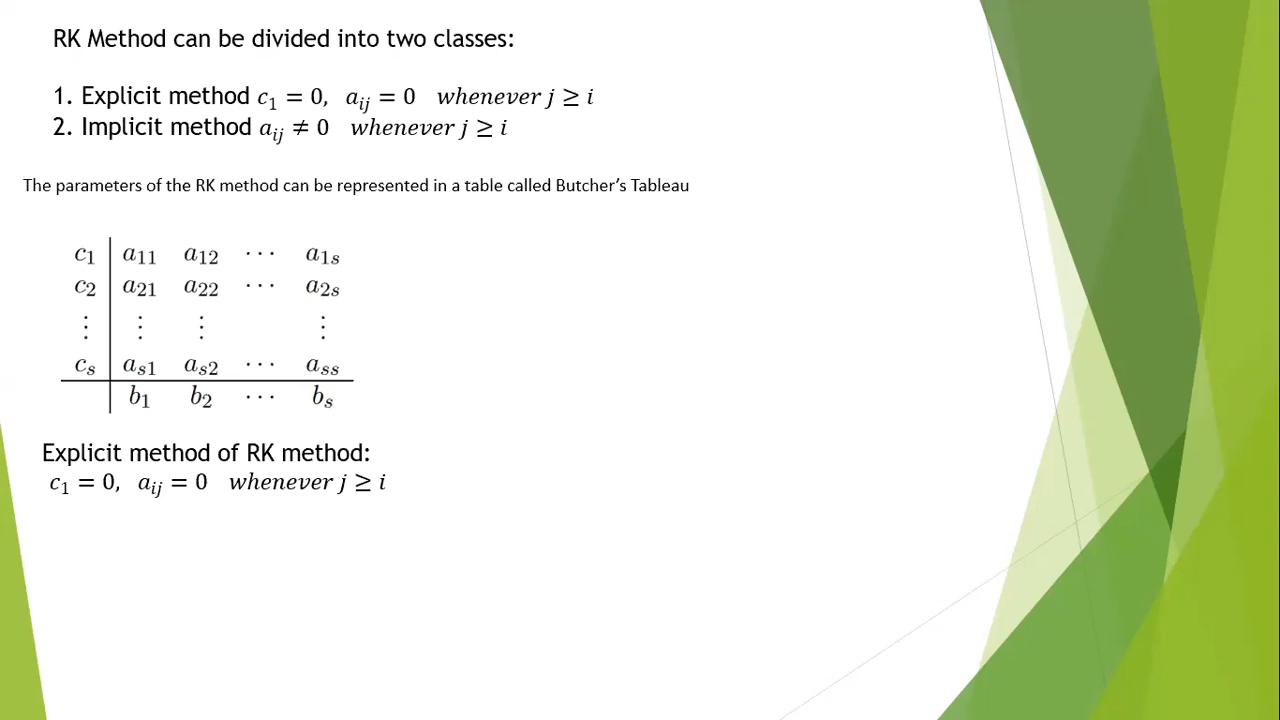 RK Method can be divided into two classes:
1. Explicit method c₁ = 0, aᵢⱼ = 0 whenever j ≥ i
2. Implicit method aᵢⱼ ≠ 0 whenever j ≥ i
The parameters of the RK method can be represented in a table called Butcher's Tableau
c₁ | a₁₁ a₁₂ ⋯ a₁ₛ
c₂ | a₂₁ a₂₂ ⋯ a₂ₛ
⋮ | ⋮ ⋮ ⋮
cₛ | aₛ₁ aₛ₂ ⋯ aₛₛ
| b₁ b₂ ⋯ bₛ
Explicit method of RK method:
c₁ = 0, aᵢⱼ = 0 whenever j ≥ i